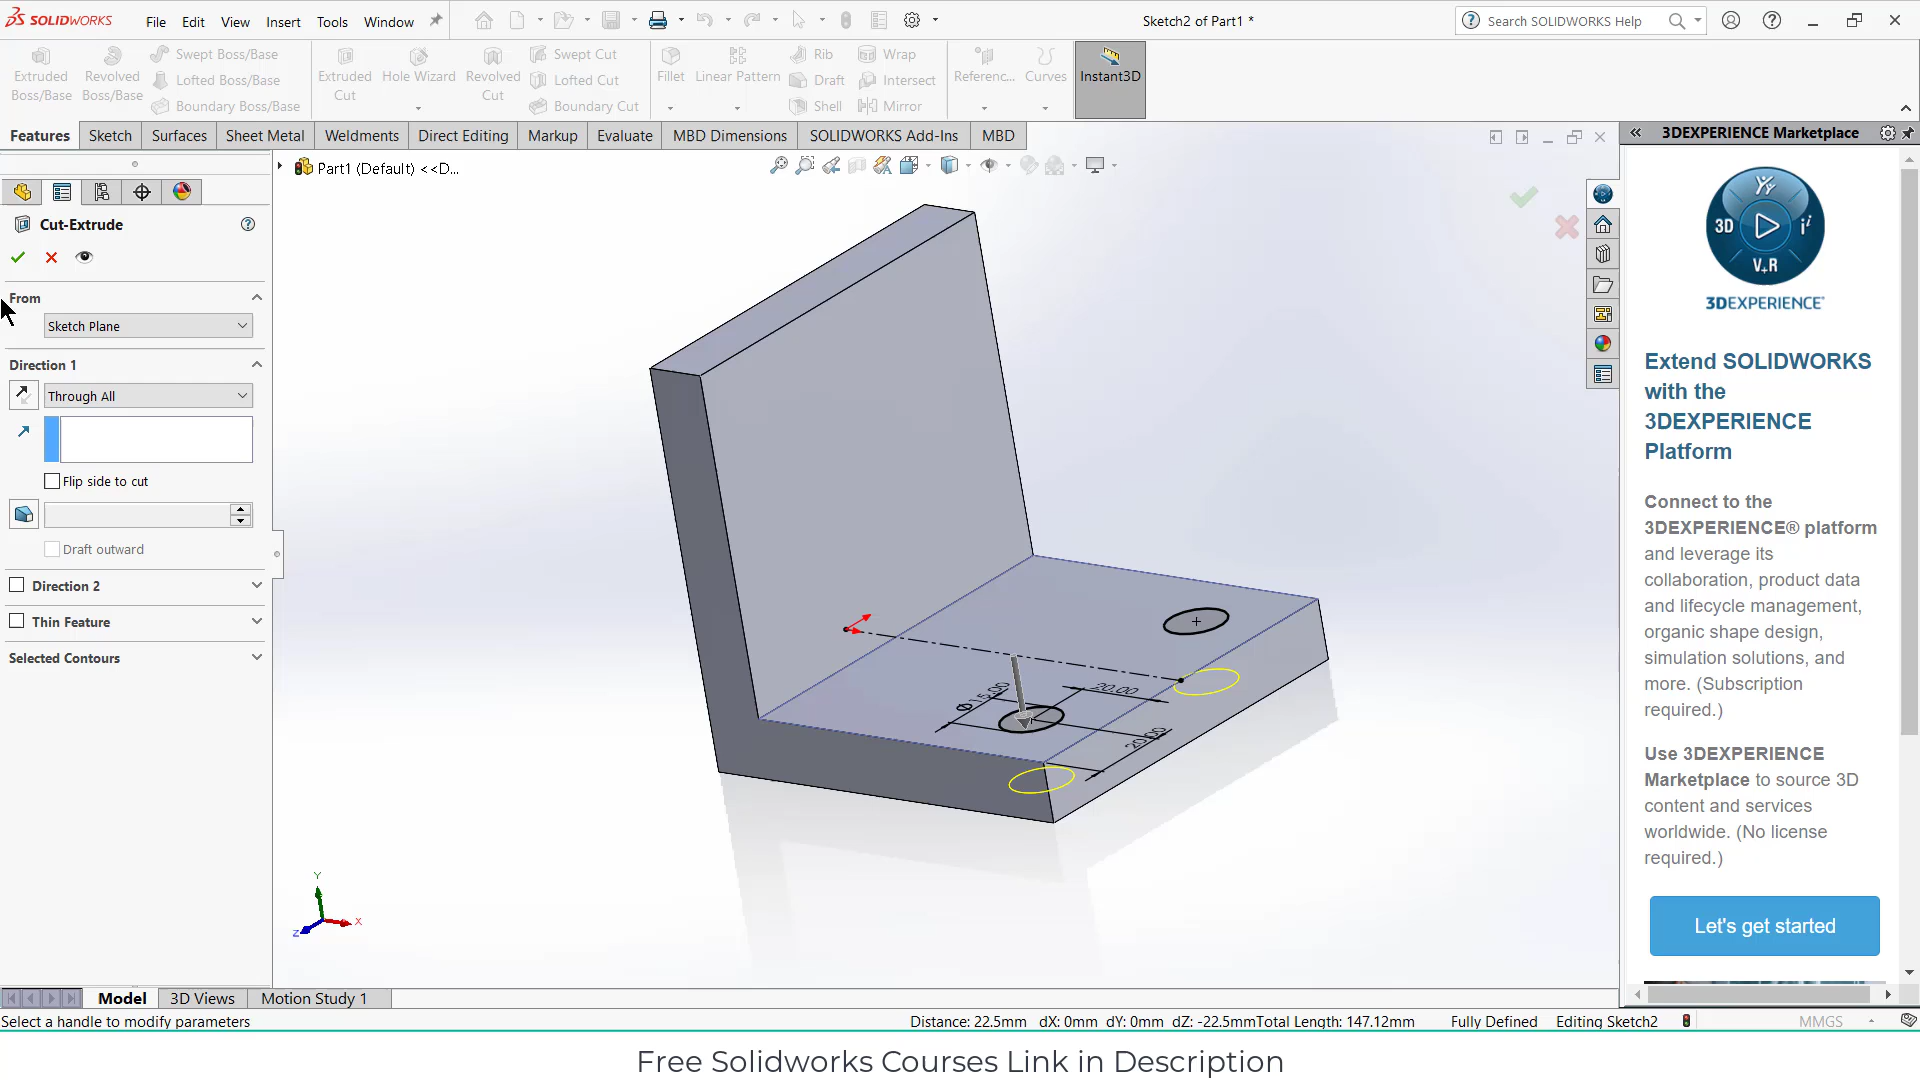 SOLIDWORKS
File Edit View Insert Tools Window
Sketch2 of Part1 *
Search SOLIDWORKS Help
Extruded Boss/Base
Revolved Boss/Base
Swept Boss/Base
Lofted Boss/Base
Boundary Boss/Base
Extruded Cut
Hole Wizard
Revolved Cut
Swept Cut
Lofted Cut
Boundary Cut
Fillet
Linear Pattern
Rib
Draft
Shell
Wrap
Intersect
Mirror
Referenc...
Curves
Instant3D
Features Sketch Surfaces Sheet Metal Weldments Direct Editing Markup Evaluate MBD Dimensions SOLIDWORKS Add-Ins MBD
3DEXPERIENCE Marketplace
Part1 (Default) <<D...
Cut-Extrude
From
Sketch Plane
Direction 1
Through All
Flip side to cut
Draft outward
Direction 2
Thin Feature
Selected Contours
Ø15.00
20.00
20.00
Y
X
Z
3D
V+R
3DEXPERIENCE
Extend SOLIDWORKS
with the
3DEXPERIENCE
Platform
Connect to the
3DEXPERIENCE® platform
and leverage its
collaboration, product data
and lifecycle management,
organic shape design,
simulation solutions, and
more. (Subscription
required.)
Use 3DEXPERIENCE
Marketplace to source 3D
content and services
worldwide. (No license
required.)
Let's get started
Model 3D Views Motion Study 1
Select a handle to modify parameters
Distance: 22.5mm dX: 0mm dY: 0mm dZ: -22.5mmTotal Length: 147.12mm Fully Defined Editing Sketch2 MMGS
Free Solidworks Courses Link in Description